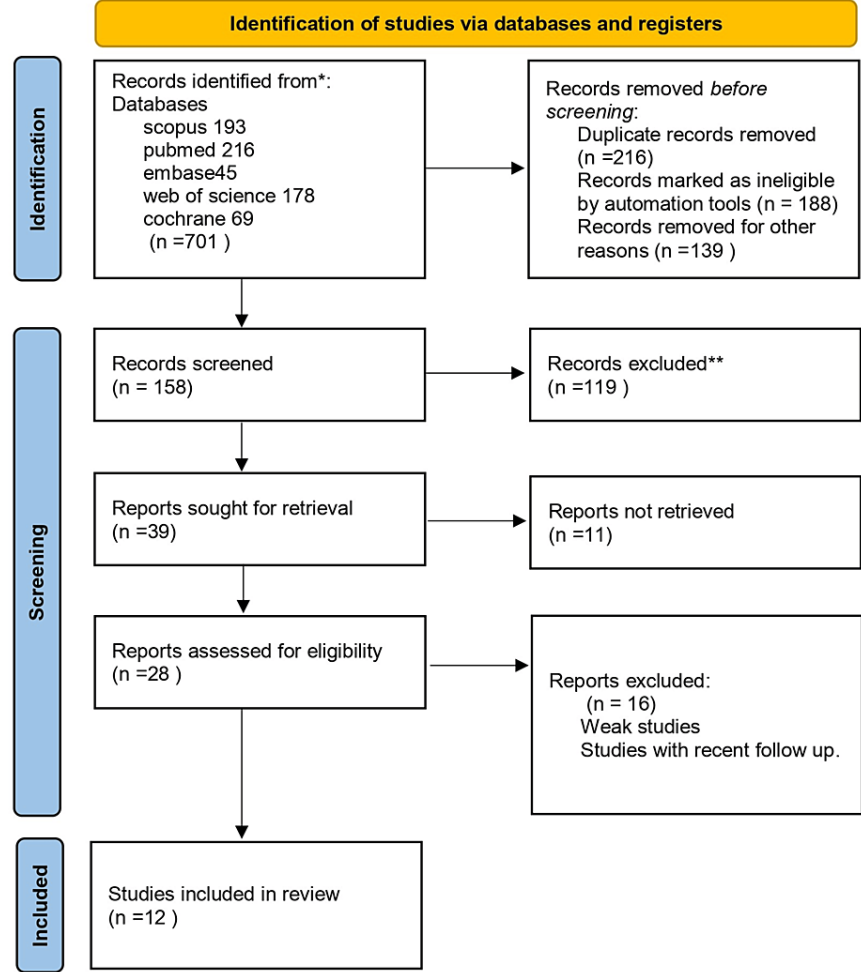 Identification of studies via databases and registers
Identification
Records identified from*:
Databases
scopus 193
pubmed 216
embase45
web of science 178
cochrane 69
(n =701 )
Records removed before
screening:
Duplicate records removed
(n =216)
Records marked as ineligible
by automation tools (n = 188)
Records removed for other
reasons (n =139 )
Screening
Records screened
(n = 158)
Records excluded**
(n =119 )
Reports sought for retrieval
(n =39)
Reports not retrieved
(n =11)
Reports assessed for eligibility
(n =28 )
Reports excluded:
(n = 16)
Weak studies
Studies with recent follow up.
Included
Studies included in review
(n =12 )